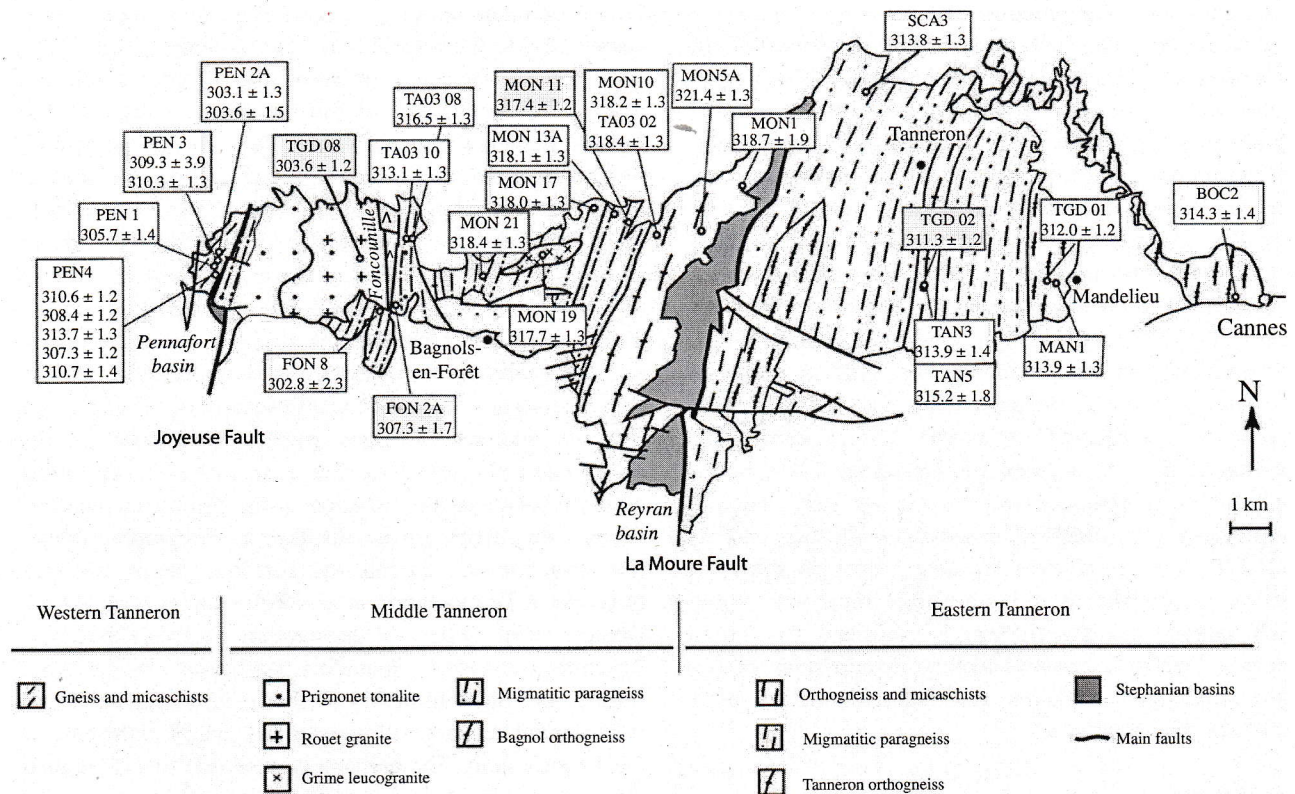 SCA3
313.8 ± 1.3
PEN 2A
303.1 ± 1.3
303.6 ± 1.5
TA03 08
316.5 ± 1.3
MON 11
317.4 ± 1.2
MON10
318.2 ± 1.3
TA03 02
318.4 ± 1.3
MON5A
321.4 ± 1.3
MON1
318.7 ± 1.9
Tanneron
PEN 3
309.3 ± 3.9
310.3 ± 1.3
TGD 08
303.6 ± 1.2
TA03 10
313.1 ± 1.3
MON 13A
318.1 ± 1.3
MON 17
318.0 ± 1.3
BOC2
314.3 ± 1.4
PEN 1
305.7 ± 1.4
MON 21
318.4 ± 1.3
TGD 02
311.3 ± 1.2
TGD 01
312.0 ± 1.2
Fonconunille
PEN4
310.6 ± 1.2
308.4 ± 1.2
313.7 ± 1.3
307.3 ± 1.2
310.7 ± 1.4
Mandelieu
Cannes
MON 19
317.7 ± 1.3
Pennafort
basin
FON 8
302.8 ± 2.3
Bagnols-
en-Forêt
TAN3
313.9 ± 1.4
TAN5
315.2 ± 1.8
MAN1
313.9 ± 1.3
FON 2A
307.3 ± 1.7
N
Joyeuse Fault
Reyran
basin
1 km
La Moure Fault
Western Tanneron
Middle Tanneron
Eastern Tanneron
Gneiss and micaschists
Prignonet tonalite
Migmatitic paragneiss
Orthogneiss and micaschists
Stephanian basins
Rouet granite
Bagnol orthogneiss
Migmatitic paragneiss
Main faults
Grime leucogranite
Tanneron orthogneiss